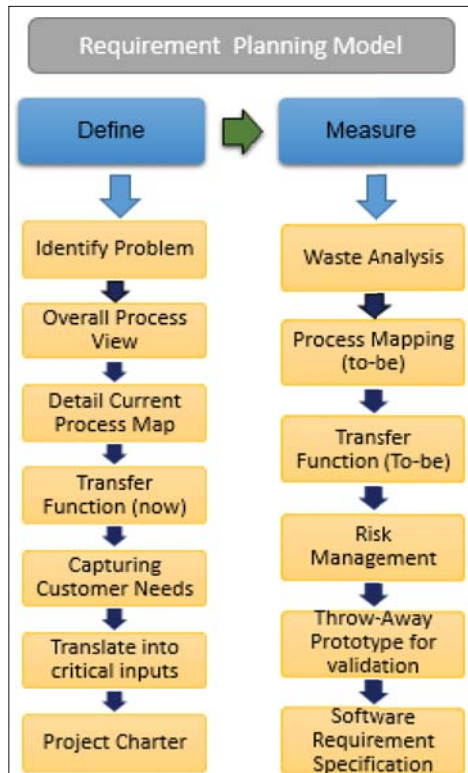 Requirement Planning Model
Define
Measure
Identify Problem
Overall Process
View
Detail Current
Process Map
Transfer
Function (now)
Capturing
Customer Needs
Translate into
critical inputs
Project Charter
Waste Analysis
Process Mapping
(to-be)
Transfer
Function (To-be)
Risk
Management
Throw-Away
Prototype for
validation
Software
Requirement
Specification